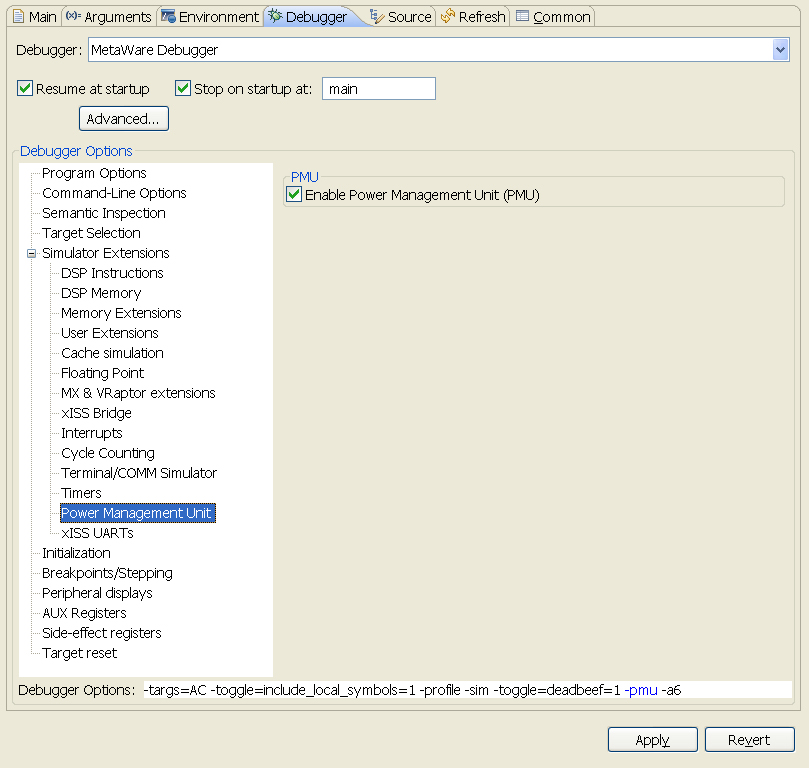 Main (x)= Arguments Environment Debugger Source Refresh Common
Debugger: MetaWare Debugger
Resume at startup Stop on startup at: main
Advanced...
Debugger Options
Program Options
Command-Line Options
Semantic Inspection
Target Selection
Simulator Extensions
DSP Instructions
DSP Memory
Memory Extensions
User Extensions
Cache simulation
Floating Point
MX & VRaptor extensions
xISS Bridge
Interrupts
Cycle Counting
Terminal/COMM Simulator
Timers
Power Management Unit
xISS UARTs
Initialization
Breakpoints/Stepping
Peripheral displays
AUX Registers
Side-effect registers
Target reset
PMU
Enable Power Management Unit (PMU)
Debugger Options: -targs=AC -toggle=include_local_symbols=1 -profile -sim -toggle=deadbeef=1 -pmu -a6
Apply Revert